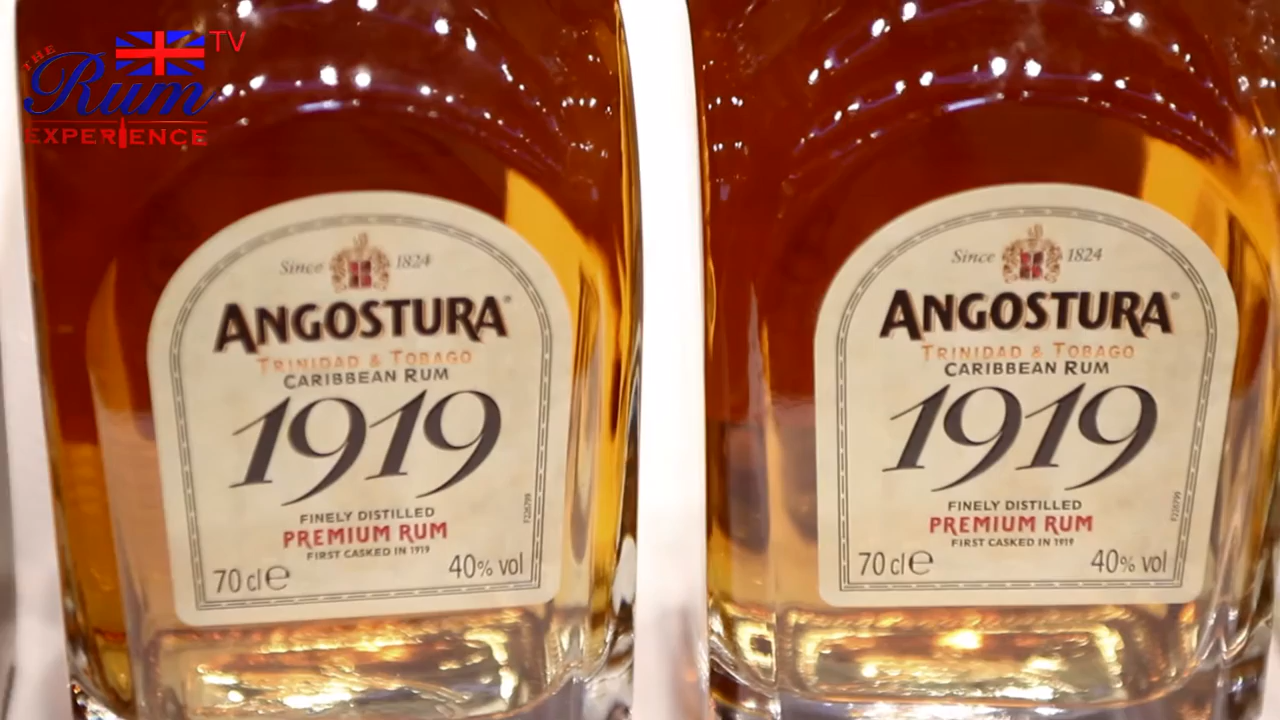 THE
Rum TV
EXPERIENCE
Since 1824
ANGOSTURA®
TRINIDAD & TOBAGO
CARIBBEAN RUM
1919
FINELY DISTILLED
PREMIUM RUM
FIRST CASKED IN 1919
70 cl e 40% vol
F226799
Since 1824
ANGOSTURA®
TRINIDAD & TOBAGO
CARIBBEAN RUM
1919
FINELY DISTILLED
PREMIUM RUM
FIRST CASKED IN 1919
70 cl e 40% vol
F226799